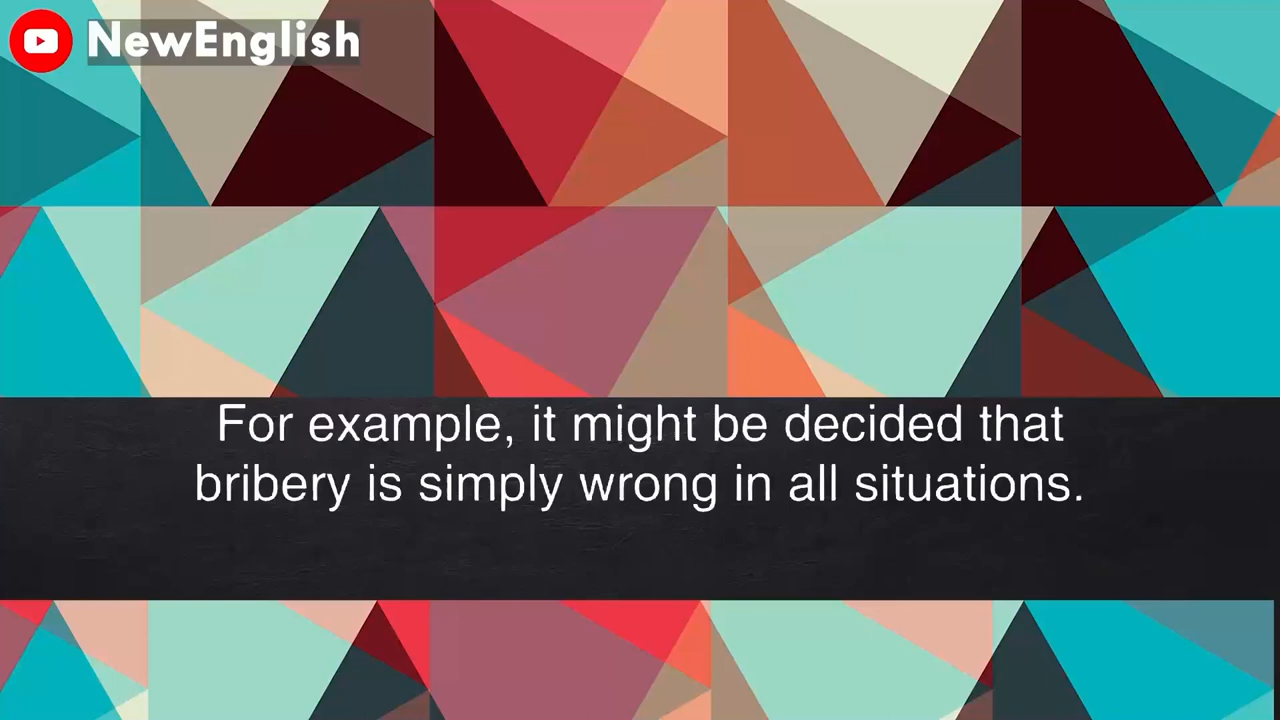 NewEnglish
For example, it might be decided that
bribery is simply wrong in all situations.